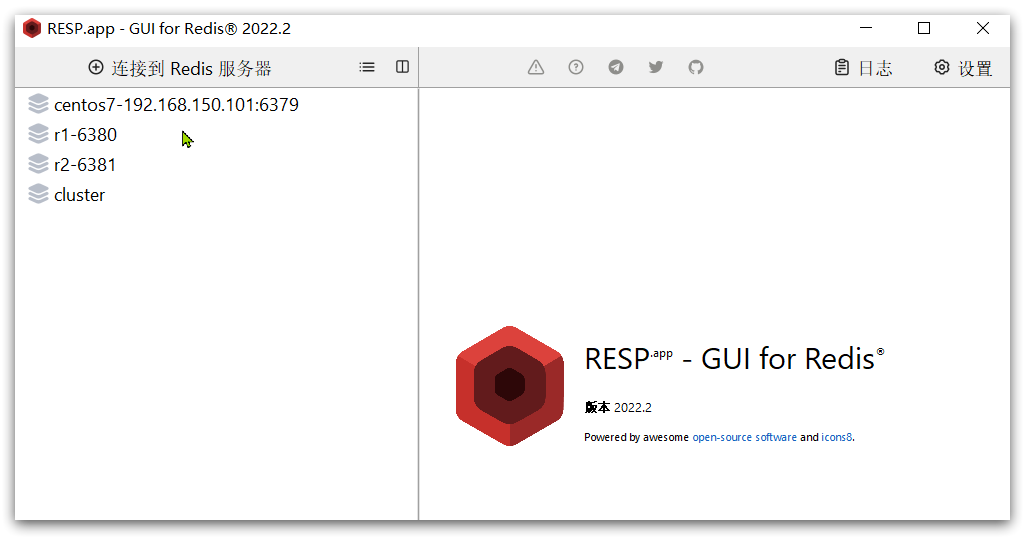 RESP.app - GUI for Redis® 2022.2
连接到 Redis 服务器
日志
设置
centos7-192.168.150.101:6379
r1-6380
r2-6381
cluster
RESP.app - GUI for Redis®
版本 2022.2
Powered by awesome open-source software and icons8.